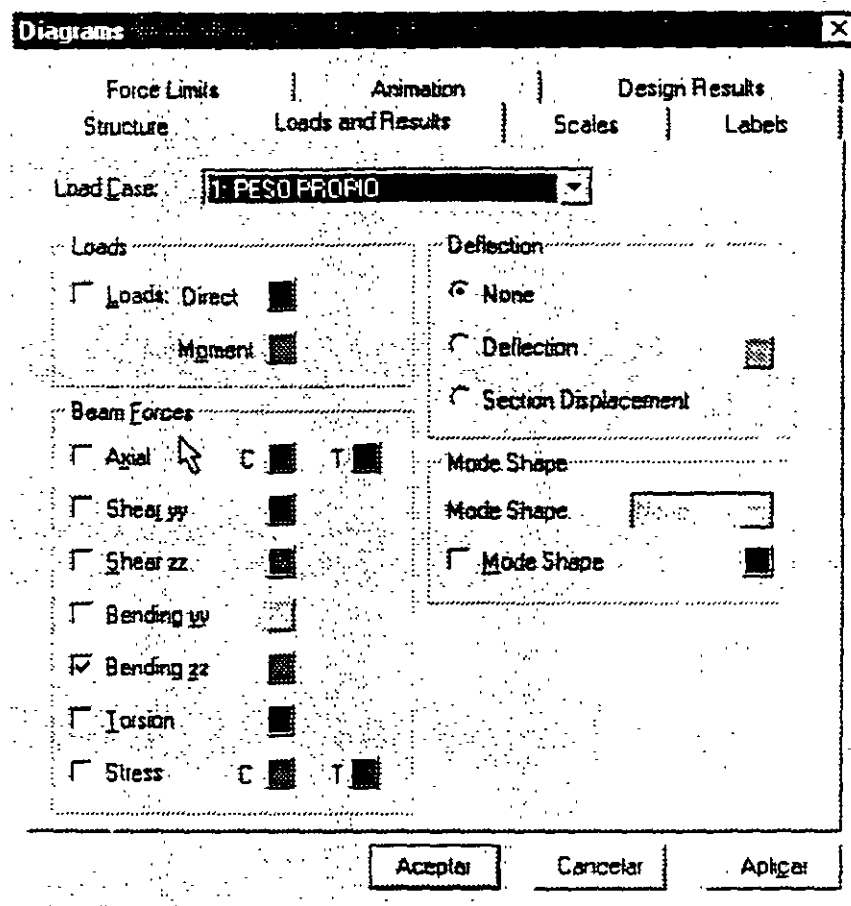 Diagrams
Force Limits Animation Design Results
Structure Loads and Results Scales Labels
Load Case: 1: PESO PROPIO
Loads
Loads: Direct
Moment
Deflection
None
Deflection
Section Displacement
Beam Forces
Axial C T
Shear yy
Shear zz
Bending yy
Bending zz
Torsion
Stress C T
Mode Shape
Mode Shape
Mode Shape
Aceptar Cancelar Aplicar